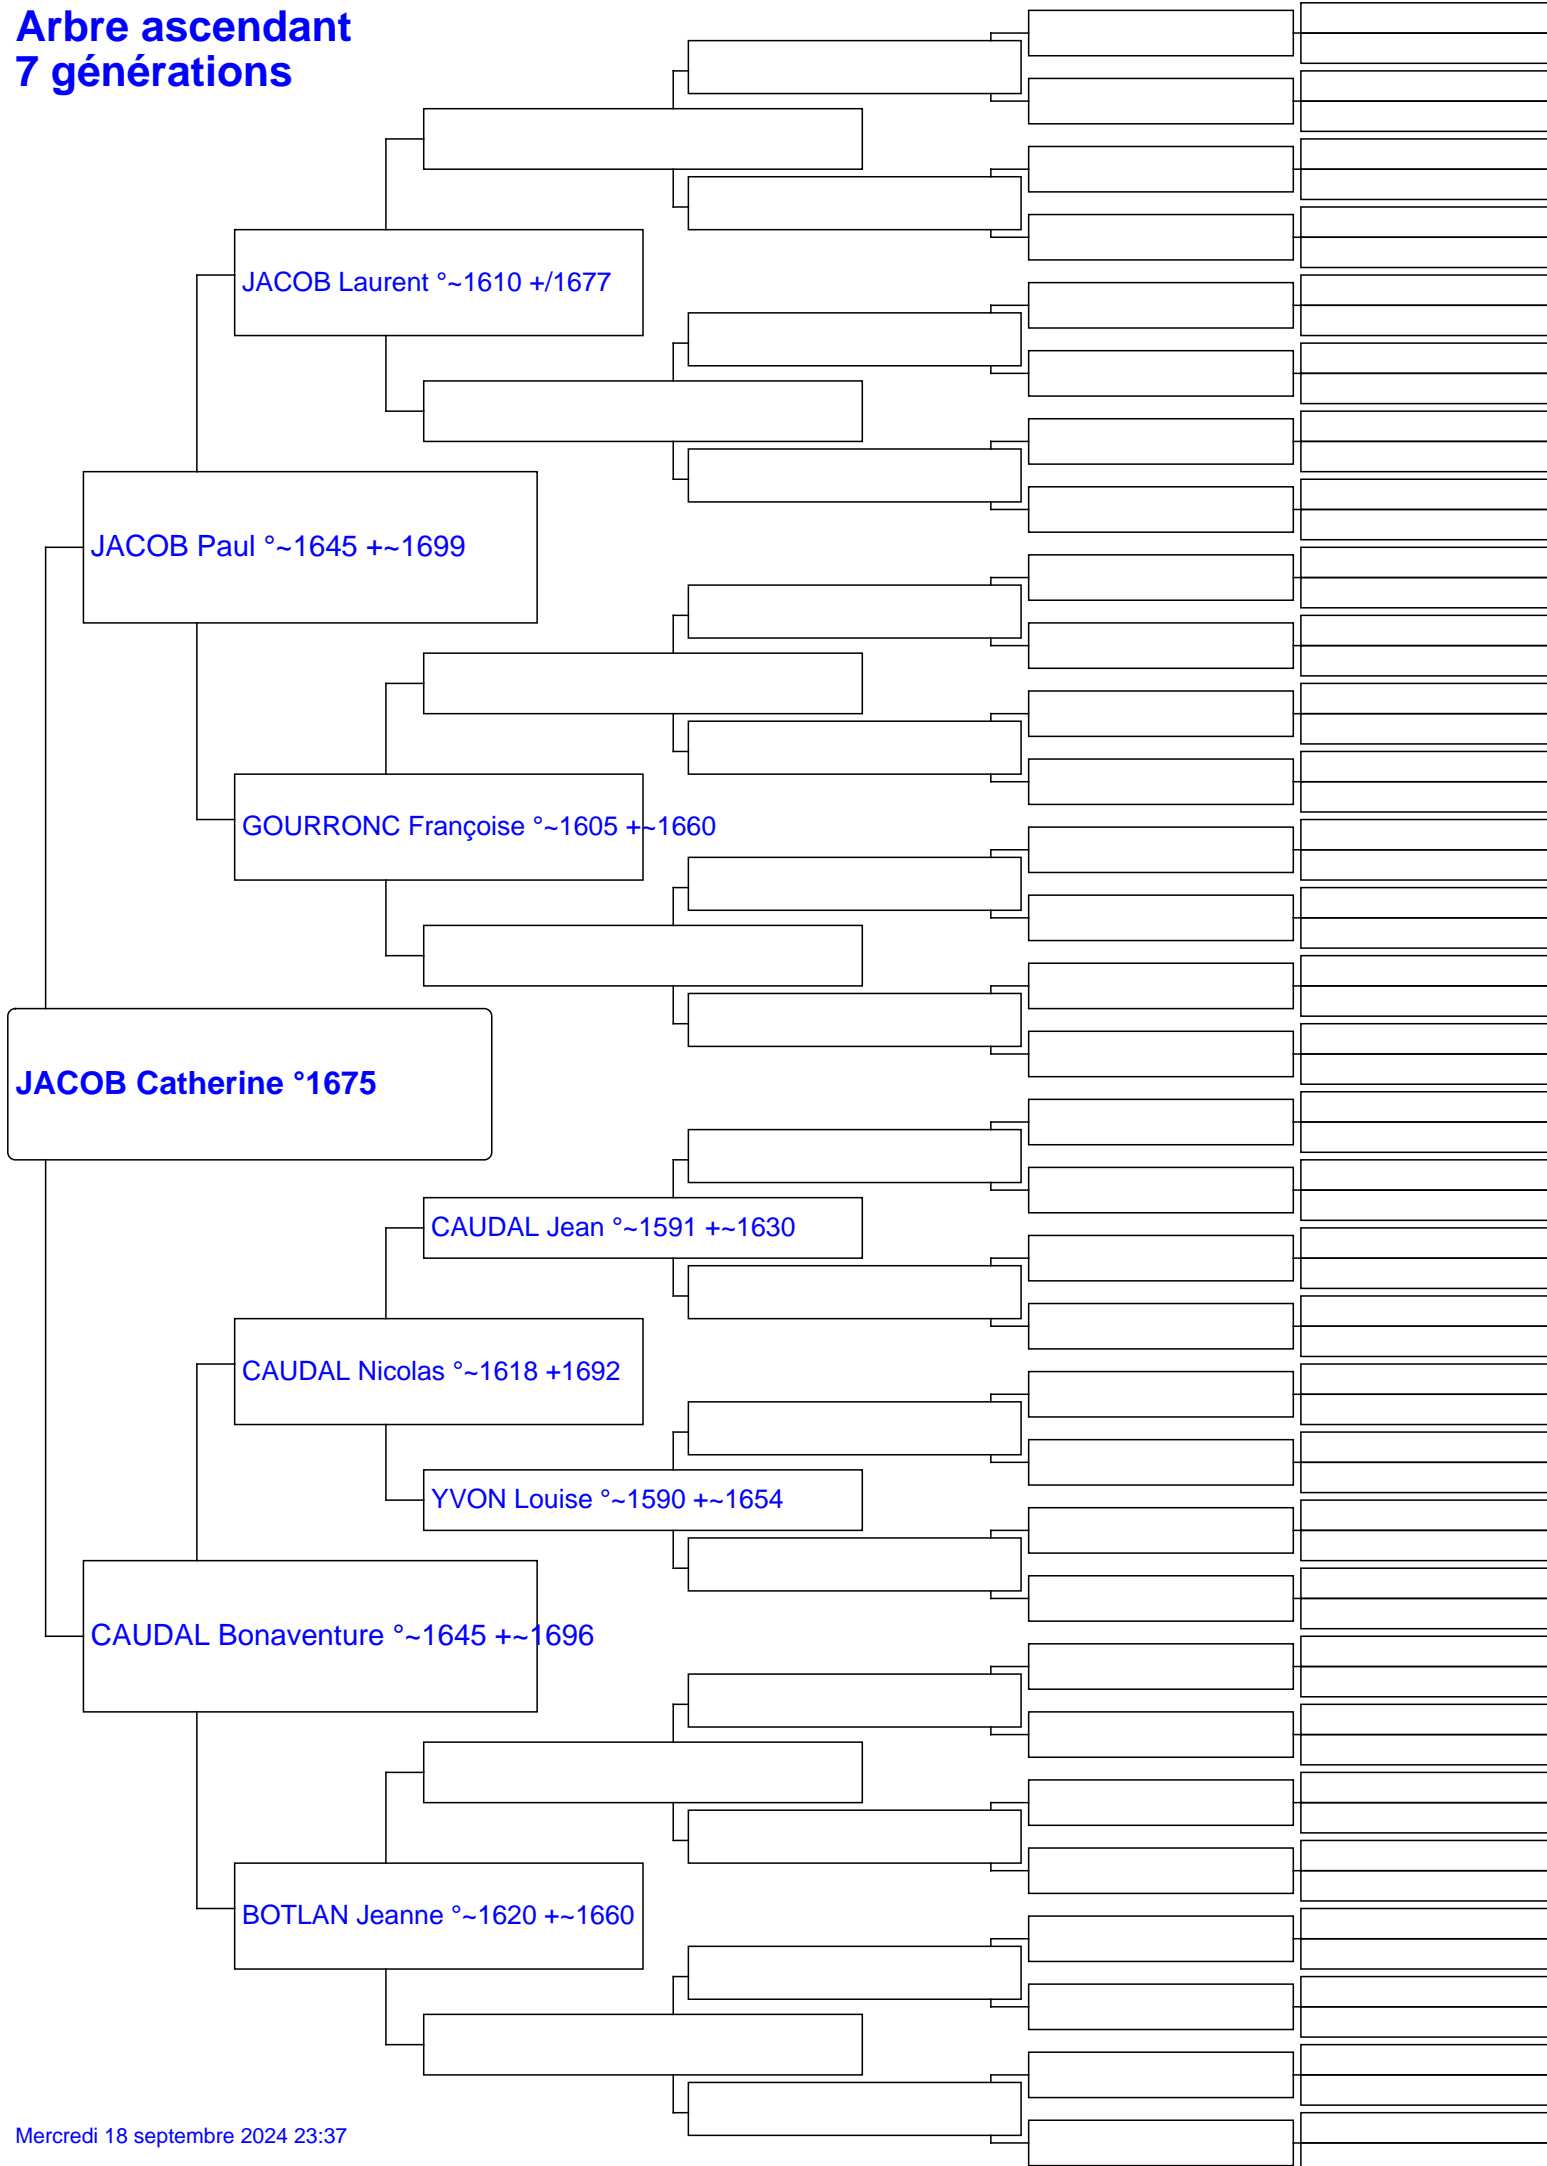 Arbre ascendant
7 générations
JACOB Laurent °~1610 +/1677
JACOB Paul °~1645 +~1699
GOURRONC Françoise °~1605 +~1660
JACOB Catherine °1675
CAUDAL Jean °~1591 +~1630
CAUDAL Nicolas °~1618 +1692
YVON Louise °~1590 +~1654
CAUDAL Bonaventure °~1645 +~1696
BOTLAN Jeanne °~1620 +~1660
Mercredi 18 septembre 2024 23:37